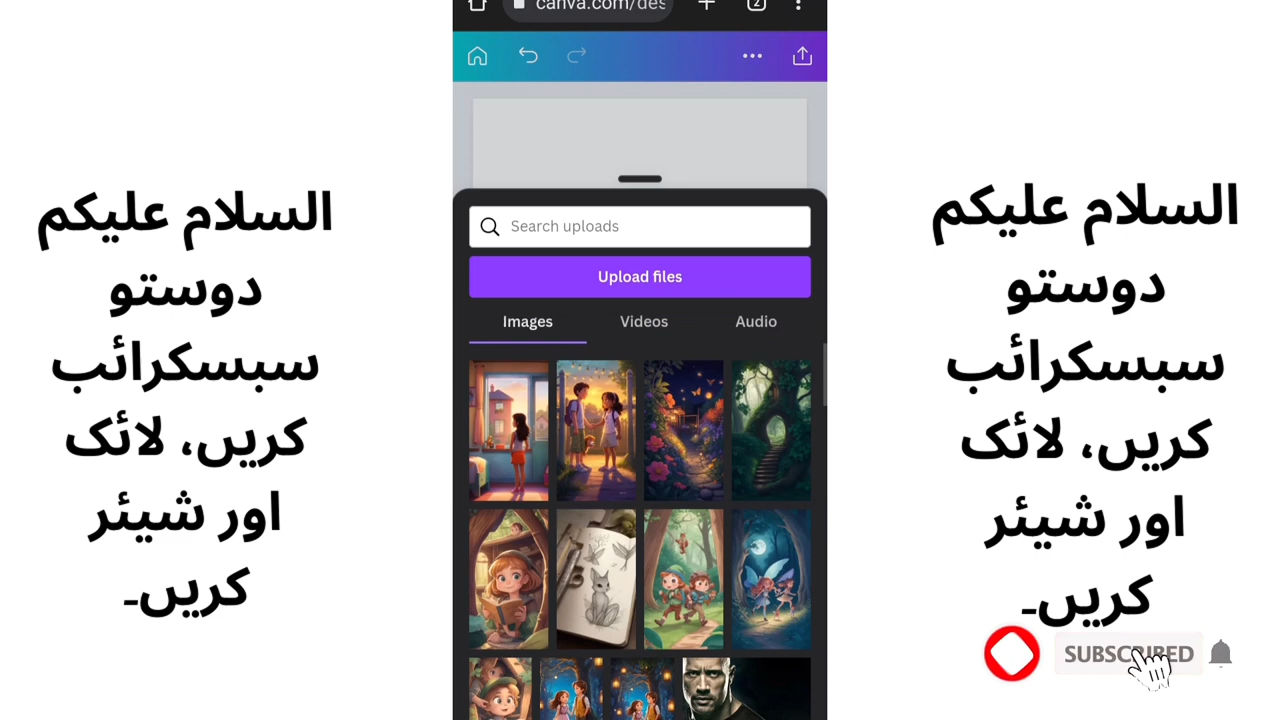 canva.com/des
2
السلام علیکم
دوستو
سبسکرائب
کریں، لائک
اور شیئر
کریں۔
Search uploads
Upload files
Images Videos Audio
السلام علیکم
دوستو
سبسکرائب
کریں، لائک
اور شیئر
کریں۔
SUBSCRIBED